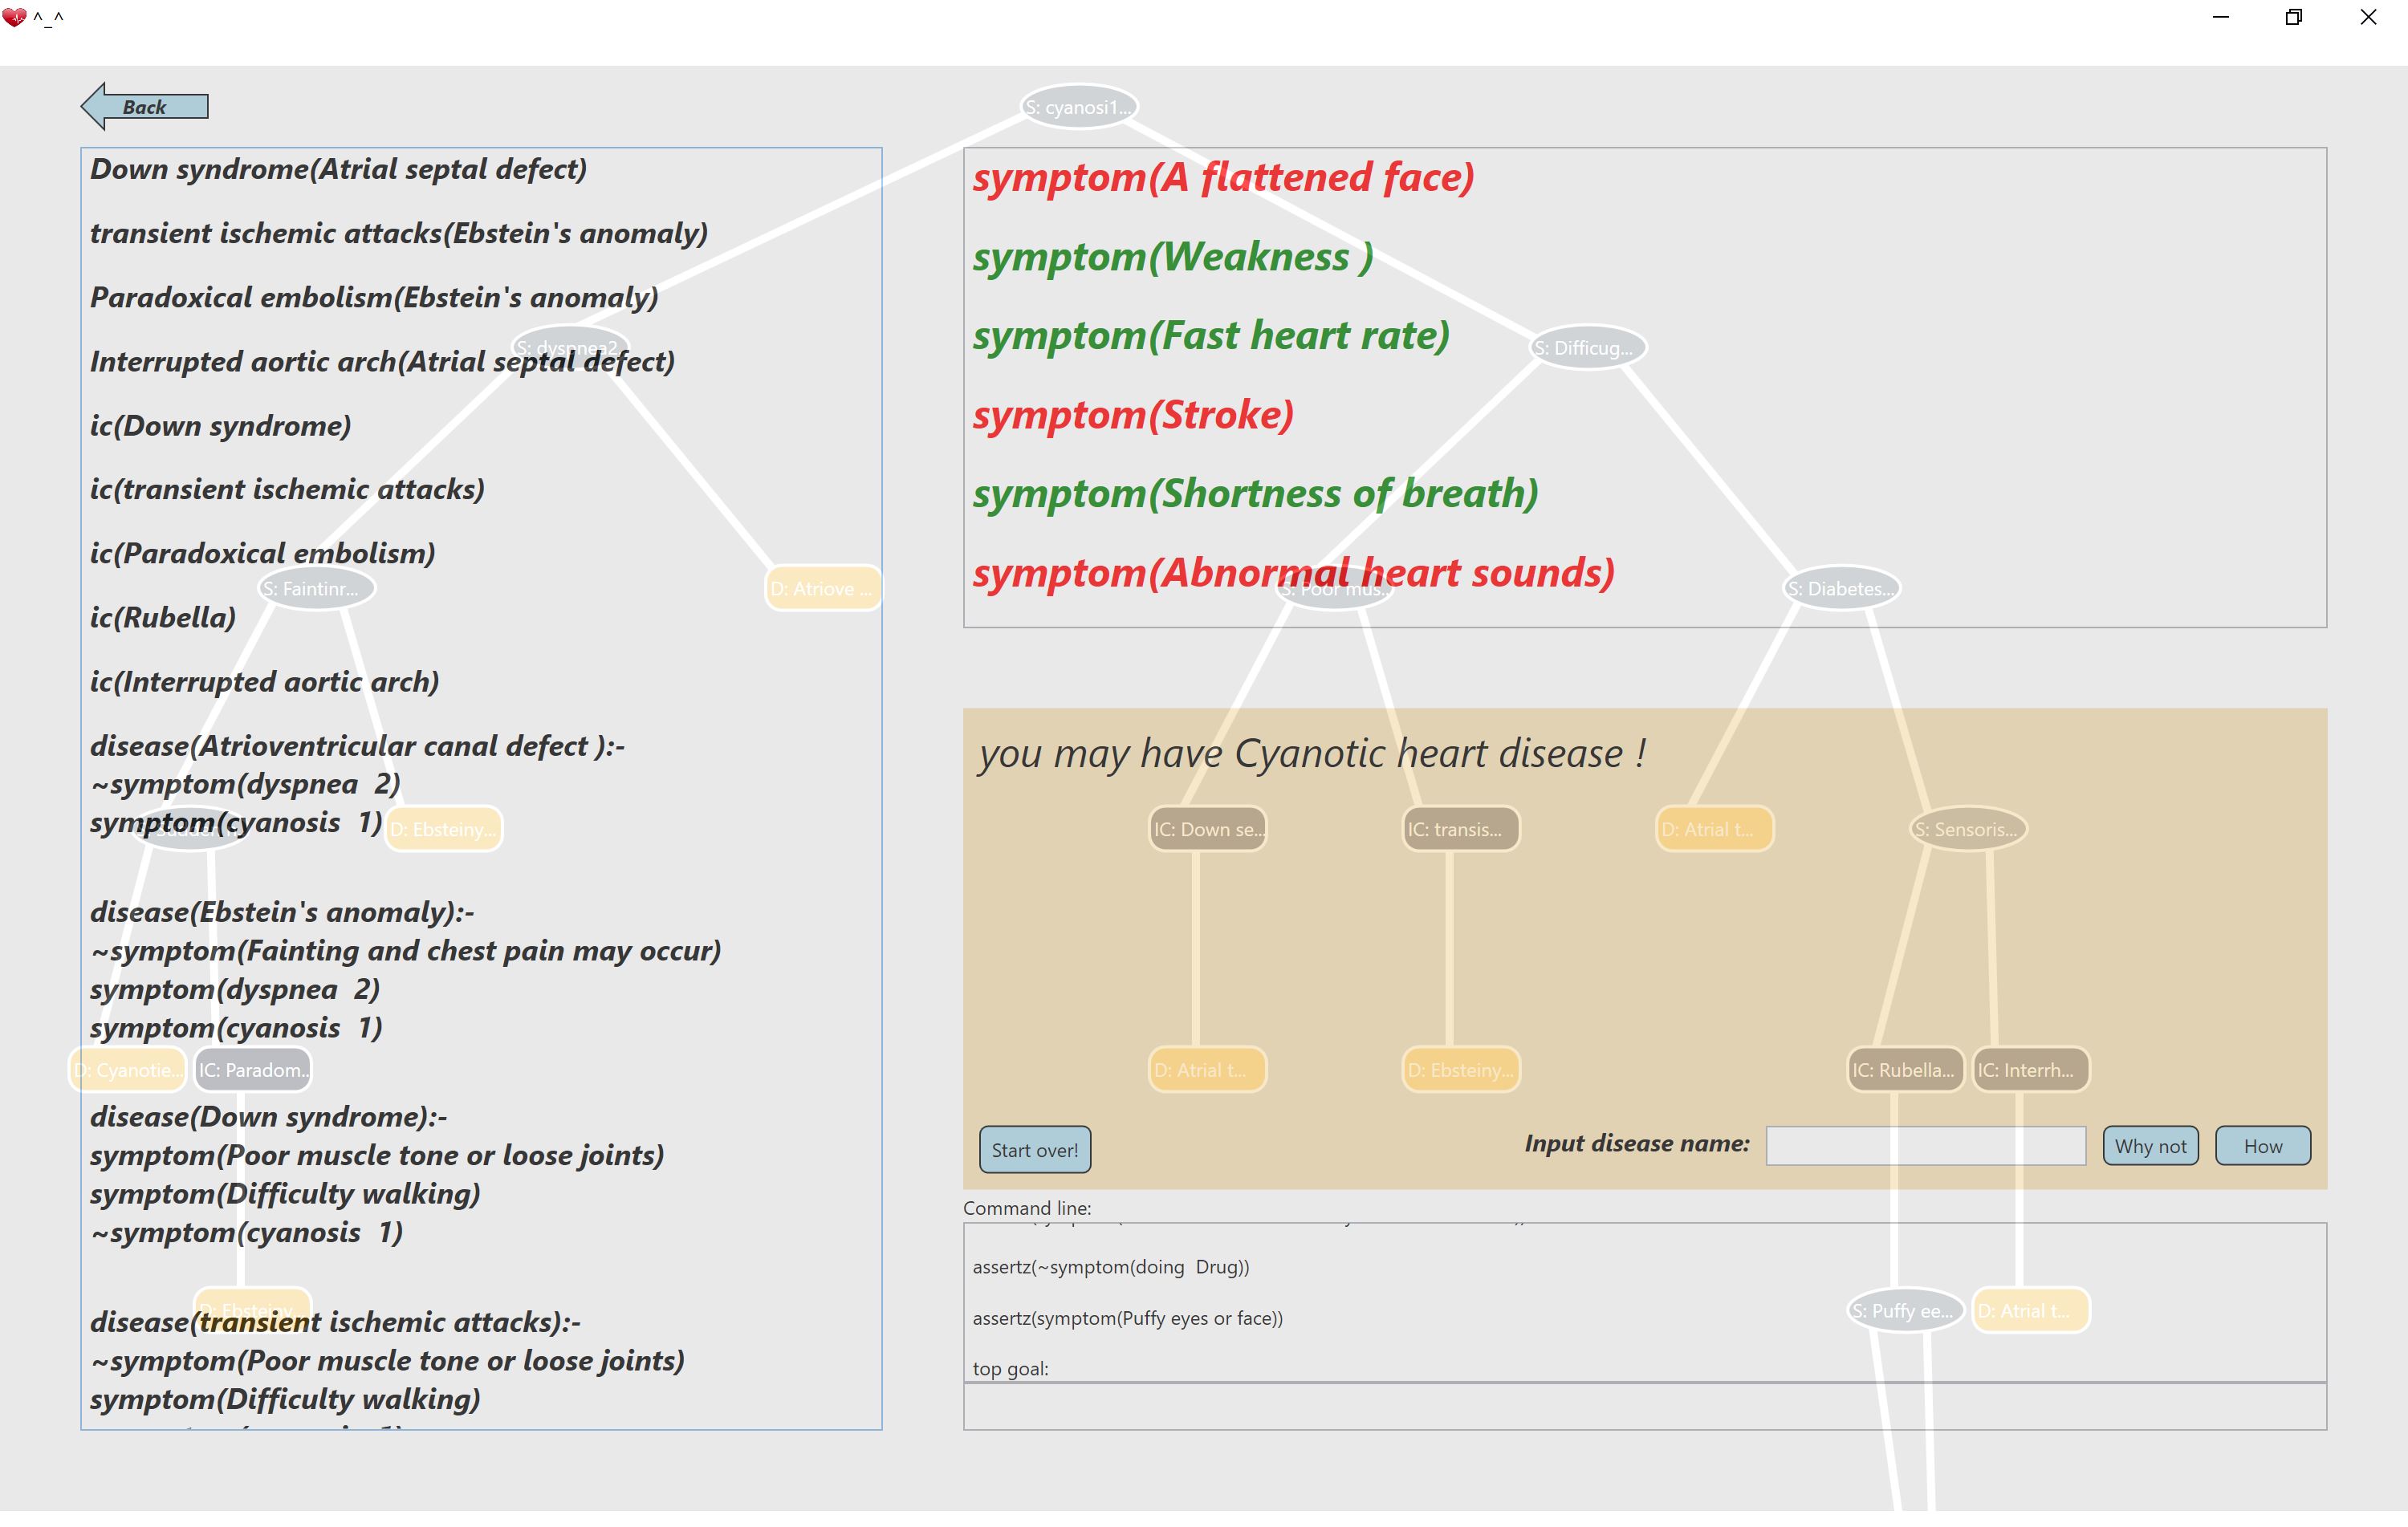 ^_^
Back
S: cyanosi1...
Down syndrome(Atrial septal defect)
transient ischemic attacks(Ebstein's anomaly)
Paradoxical embolism(Ebstein's anomaly)
S: dyspnea2
Interrupted aortic arch(Atrial septal defect)
ic(Down syndrome)
ic(transient ischemic attacks)
ic(Paradoxical embolism)
S: Faintinr...
D: Atriove ...
ic(Rubella)
ic(Interrupted aortic arch)
disease(Atrioventricular canal defect ):-
~symptom(dyspnea  2)
symptom(cyanosis  1)
D: Ebsteiny...
disease(Ebstein's anomaly):-
~symptom(Fainting and chest pain may occur)
symptom(dyspnea  2)
symptom(cyanosis  1)
D: Cyanotie...
IC: Paradom...
disease(Down syndrome):-
symptom(Poor muscle tone or loose joints)
symptom(Difficulty walking)
~symptom(cyanosis  1)
D: Ebsteiny...
disease(transient ischemic attacks):-
~symptom(Poor muscle tone or loose joints)
symptom(Difficulty walking)
symptom(A flattened face)
symptom(Weakness )
symptom(Fast heart rate)
S: Difficug...
symptom(Stroke)
symptom(Shortness of breath)
symptom(Abnormal heart sounds)
S: Poor mus...
S: Diabetes...
you may have Cyanotic heart disease !
IC: Down se...
IC: transis...
D: Atrial t...
S: Sensoris...
D: Atrial t...
D: Ebsteiny...
IC: Rubella...
IC: Interrh...
Start over!
Input disease name:
Why not
How
Command line:
assertz(~symptom(doing  Drug))
assertz(symptom(Puffy eyes or face))
top goal:
S: Puffy ee...
D: Atrial t...